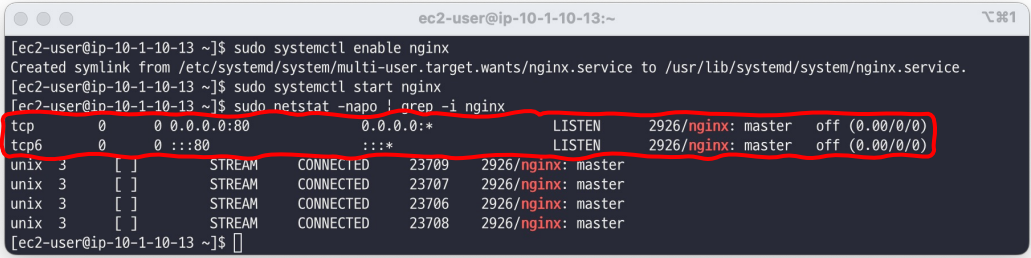 ec2-user@ip-10-1-10-13:~ ⌥⌘1
[ec2-user@ip-10-1-10-13 ~]$ sudo systemctl enable nginx
Created symlink from /etc/systemd/system/multi-user.target.wants/nginx.service to /usr/lib/systemd/system/nginx.service.
[ec2-user@ip-10-1-10-13 ~]$ sudo systemctl start nginx
[ec2-user@ip-10-1-10-13 ~]$ sudo netstat -napo | grep -i nginx
tcp 0 0 0.0.0.0:80 0.0.0.0:* LISTEN 2926/nginx: master off (0.00/0/0)
tcp6 0 0 :::80 :::* LISTEN 2926/nginx: master off (0.00/0/0)
unix 3 [ ] STREAM CONNECTED 23709 2926/nginx: master
unix 3 [ ] STREAM CONNECTED 23707 2926/nginx: master
unix 3 [ ] STREAM CONNECTED 23706 2926/nginx: master
unix 3 [ ] STREAM CONNECTED 23708 2926/nginx: master
[ec2-user@ip-10-1-10-13 ~]$